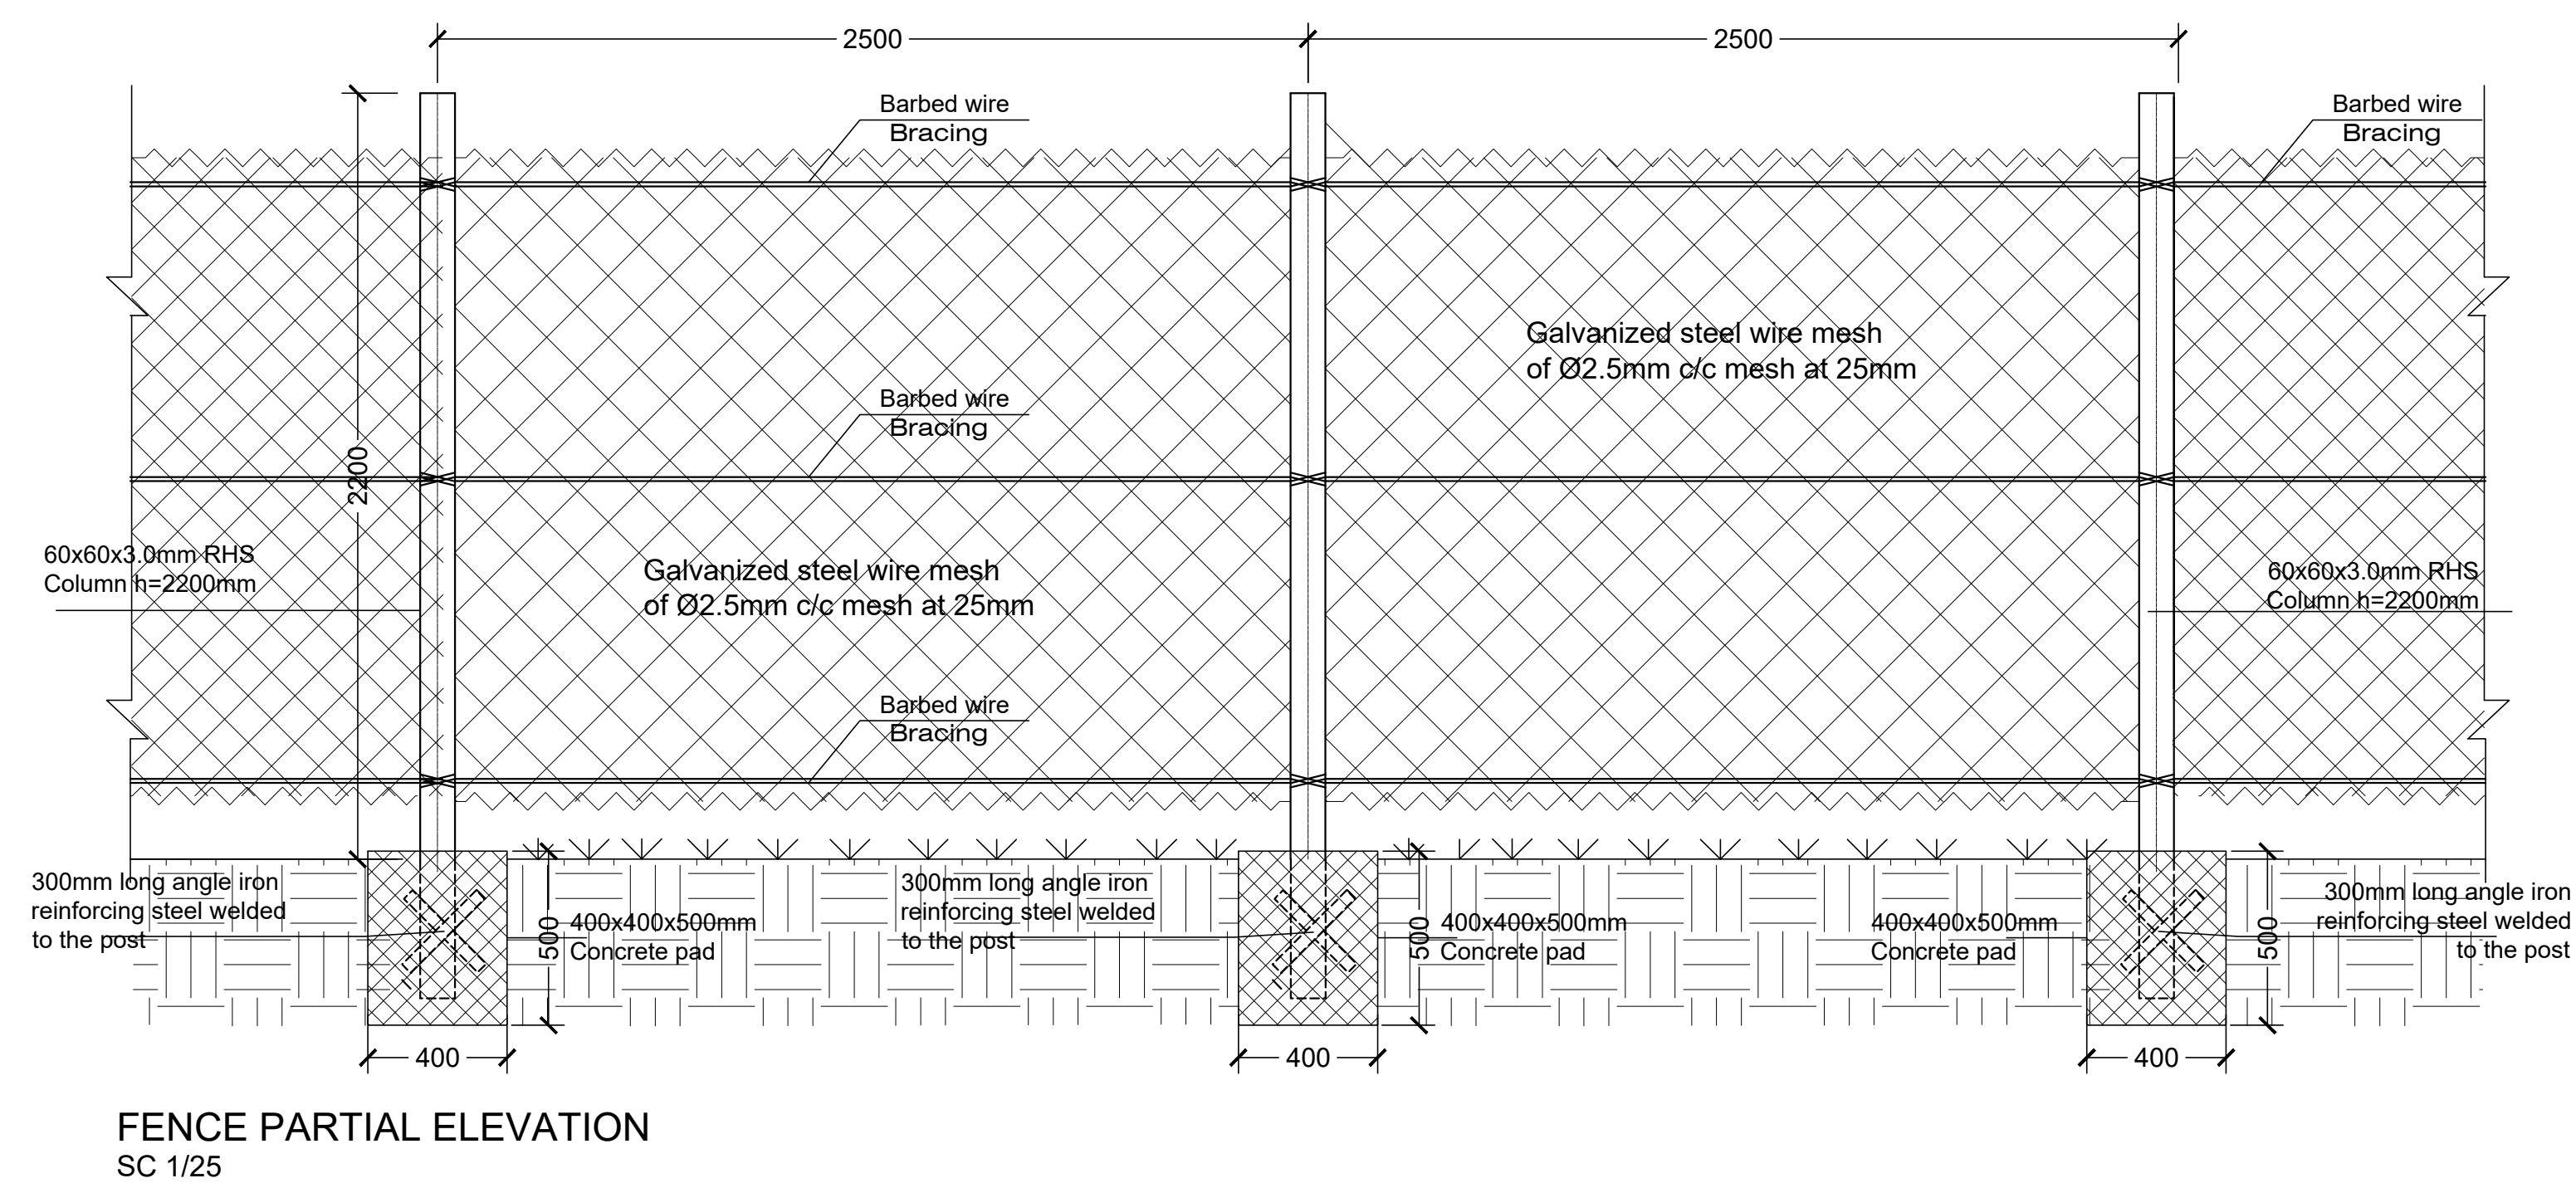 2500
2500
Barbed wire
Bracing
Barbed wire
Bracing
Galvanized steel wire mesh
of Ø2.5mm c/c mesh at 25mm
Barbed wire
Bracing
2200
60x60x3.0mm RHS
Column h=2200mm
Galvanized steel wire mesh
of Ø2.5mm c/c mesh at 25mm
60x60x3.0mm RHS
Column h=2200mm
Barbed wire
Bracing
300mm long angle iron
reinforcing steel welded
to the post
500
400x400x500mm
Concrete pad
300mm long angle iron
reinforcing steel welded
to the post
500
400x400x500mm
Concrete pad
400x400x500mm
Concrete pad
500
300mm long angle iron
reinforcing steel welded
to the post
400
400
400
FENCE PARTIAL ELEVATION
SC 1/25